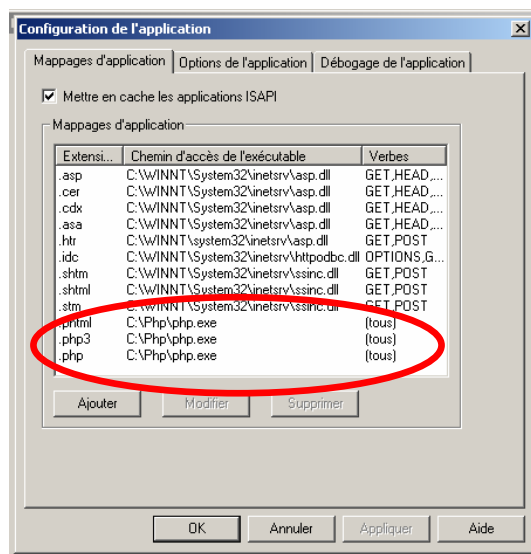 Configuration de l'application
Mappages d'application Options de l'application Débogage de l'application
Mettre en cache les applications ISAPI
Mappages d'application
Extensi... Chemin d'accès de l'exécutable Verbes
.asp C:\WINNT\System32\inetsrv\asp.dll GET,HEAD,...
.cer C:\WINNT\System32\inetsrv\asp.dll GET,HEAD,...
.cdx C:\WINNT\System32\inetsrv\asp.dll GET,HEAD,...
.asa C:\WINNT\System32\inetsrv\asp.dll GET,HEAD,...
.htr C:\WINNT\system32\inetsrv\asp.dll GET,POST
.idc C:\WINNT\System32\inetsrv\httpodbc.dll OPTIONS,G...
.shtm C:\WINNT\System32\inetsrv\ssinc.dll GET,POST
.shtml C:\WINNT\System32\inetsrv\ssinc.dll GET,POST
.stm C:\WINNT\System32\inetsrv\ssinc.dll GET,POST
.phtml C:\Php\php.exe (tous)
.php3 C:\Php\php.exe (tous)
.php C:\Php\php.exe (tous)
Ajouter Modifier Supprimer
OK Annuler Appliquer Aide